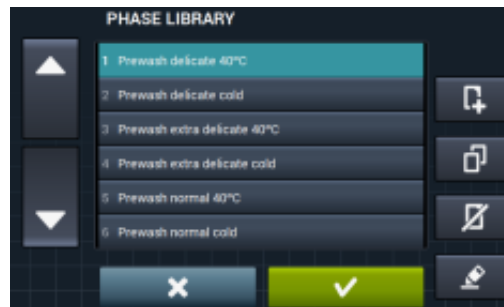 PHASE LIBRARY
1 Prewash delicate 40°C
2 Prewash delicate cold
3 Prewash extra delicate 40°C
4 Prewash extra delicate cold
5 Prewash normal 40°C
6 Prewash normal cold